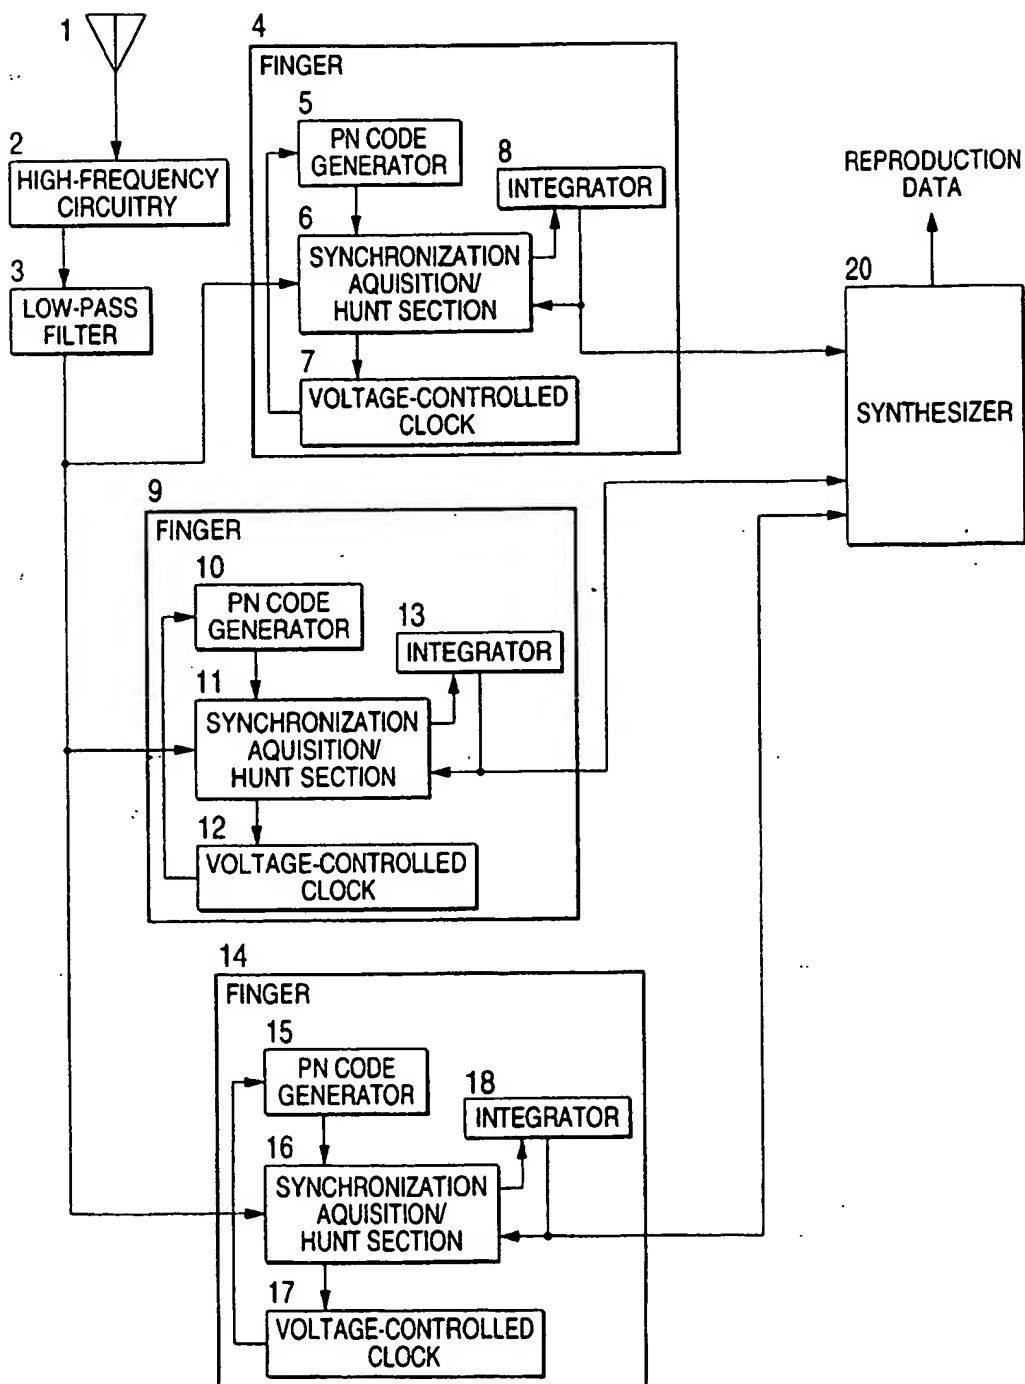 1
2
HIGH-FREQUENCY
CIRCUITRY
3
LOW-PASS
FILTER
4
FINGER
5
PN CODE
GENERATOR
6
SYNCHRONIZATION
AQUISITION/
HUNT SECTION
7
VOLTAGE-CONTROLLED
CLOCK
8
INTEGRATOR
REPRODUCTION
DATA
20
SYNTHESIZER
9
FINGER
10
PN CODE
GENERATOR
11
SYNCHRONIZATION
AQUISITION/
HUNT SECTION
12
VOLTAGE-CONTROLLED
CLOCK
13
INTEGRATOR
14
FINGER
15
PN CODE
GENERATOR
16
SYNCHRONIZATION
AQUISITION/
HUNT SECTION
17
VOLTAGE-CONTROLLED
CLOCK
18
INTEGRATOR